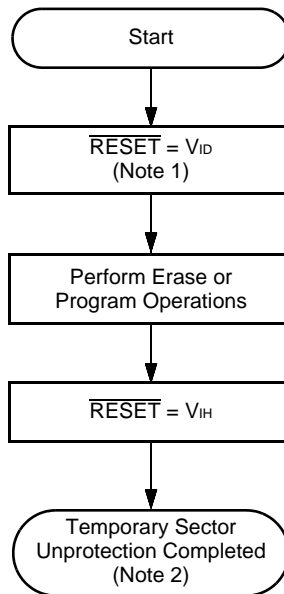 Start
RESET = VID
(Note 1)
Perform Erase or
Program Operations
RESET = VIH
Temporary Sector
Unprotection Completed
(Note 2)